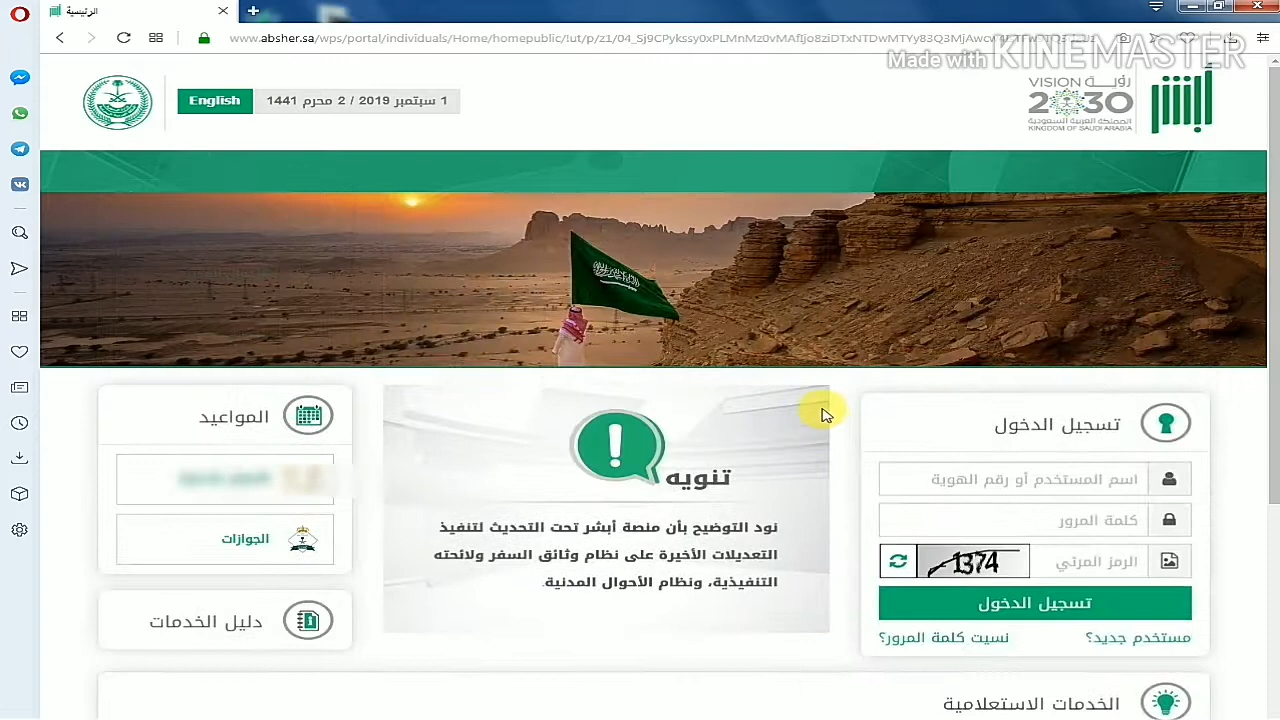 الرئيسية
www.absher.sa/wps/portal/individuals/Home/homepublic/!ut/p/z1/
Made with KINEMASTER
English
1 سبتمبر 2019 / 2 محرم 1441
VISION رؤيــة
2030
المملكة العربية السعودية
KINGDOM OF SAUDI ARABIA
أبشر
تسجيل الدخول
اسم المستخدم أو رقم الهوية
كلمة المرور
الرمز المرئي
1374
تسجيل الدخول
مستخدم جديد؟
نسيت كلمة المرور؟
تنويه
نود التوضيح بأن منصة أبشر تحت التحديث لتنفيذ
التعديلات الأخيرة على نظام وثائق السفر ولائحته
التنفيذية، ونظام الأحوال المدنية.
المواعيد
الجوازات
دليل الخدمات
الخدمات الاستعلامية